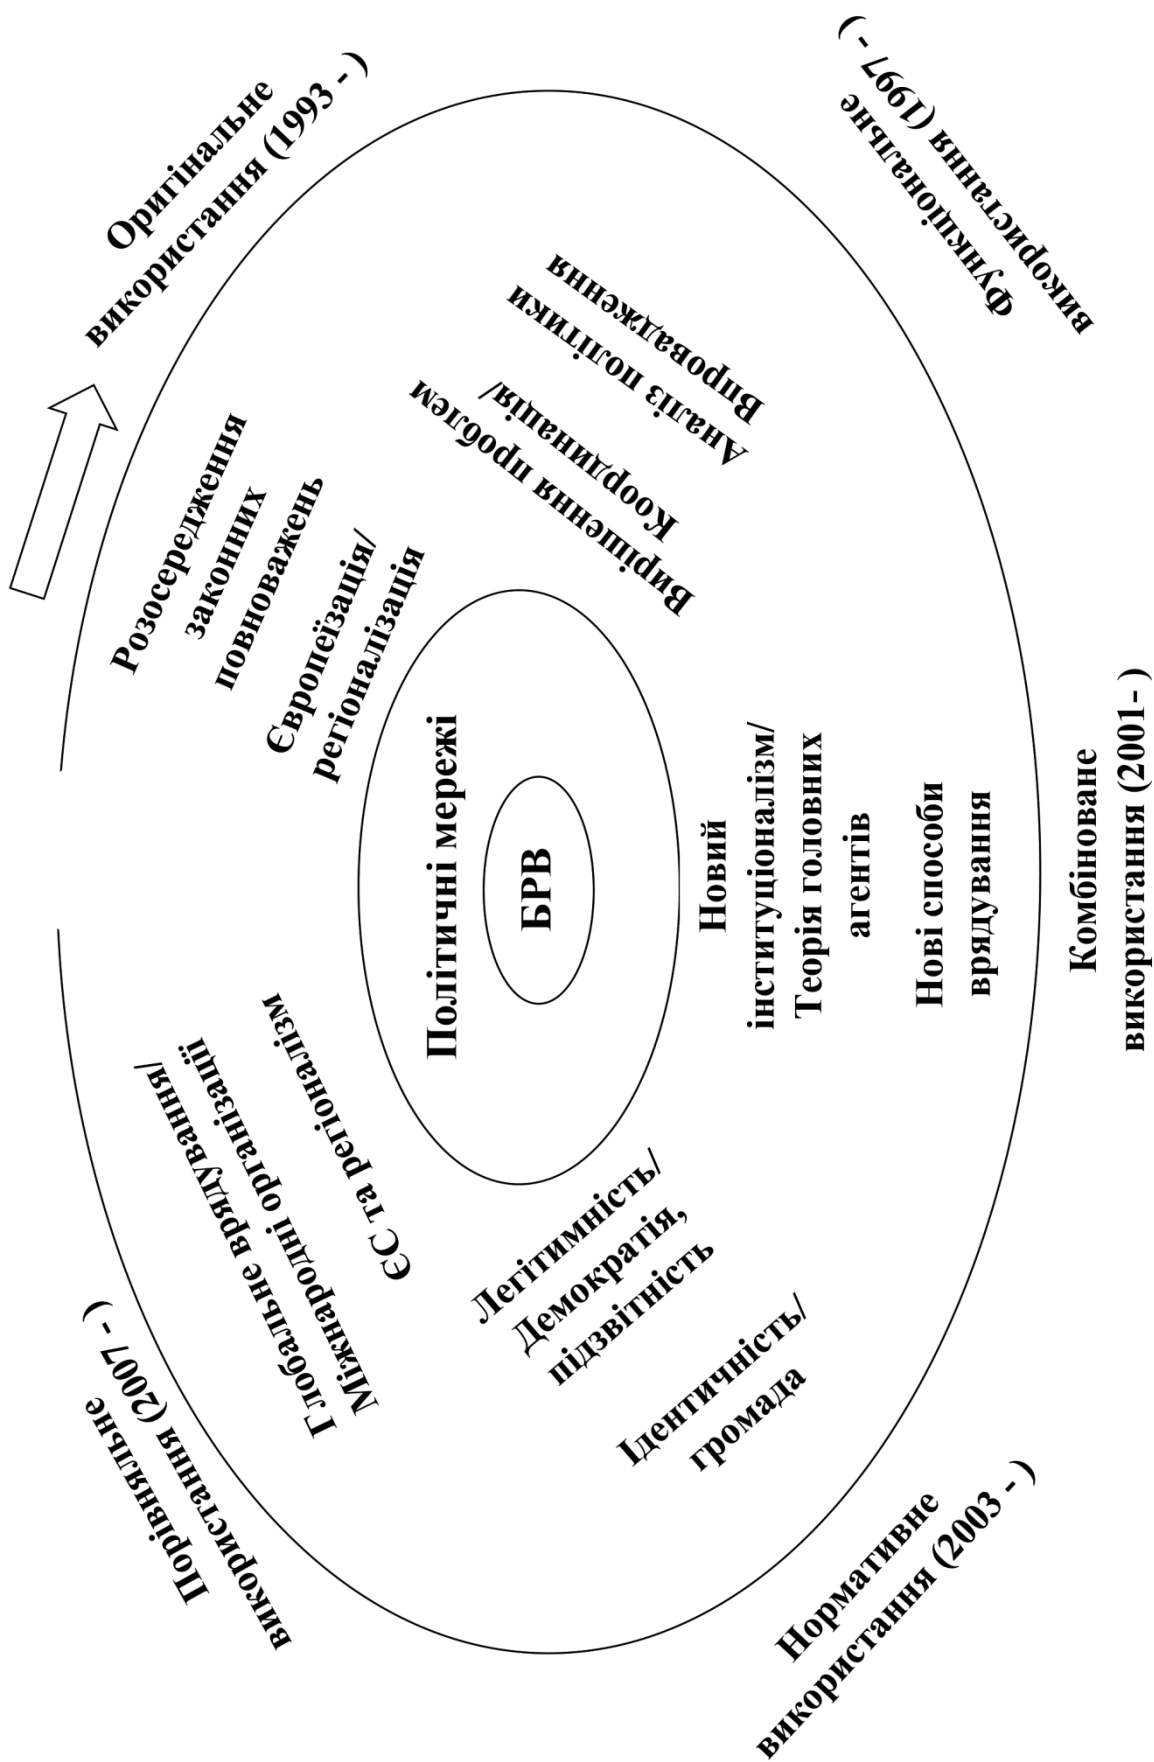 Оригінальне
використання (1993 - )
Розосередження
законних
повноважень
Європеїзація/
регіоналізація
Функціональне
використання (1997 - )
Впровадження
Аналіз політики
Координація/
Вирішення проблем
Політичні мережі
БРВ
Новий
інституціоналізм/
Теорія головних
агентів
Нові способи
врядування
Комбіноване
використання (2001- )
Легітимність/
Демократія,
підзвітність
Ідентичність/
громада
Нормативне
використання (2003 - )
Порівняльне
використання (2007 - )
Глобальне врядування/
Міжнародні організації
ЄС та регіоналізм